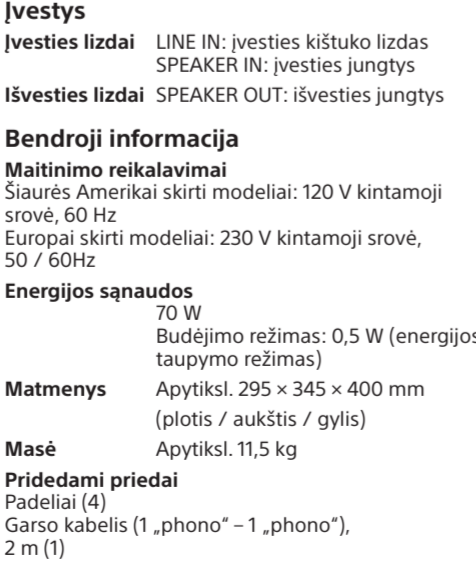 Įvestys
Įvesties lizdai LINE IN: įvesties kištuko lizdas
SPEAKER IN: įvesties jungtys
Išvesties lizdai SPEAKER OUT: išvesties jungtys
Bendroji informacija
Maitinimo reikalavimai
Šiaurės Amerikai skirti modeliai: 120 V kintamoji
srovė, 60 Hz
Europai skirti modeliai: 230 V kintamoji srovė,
50 / 60Hz
Energijos sąnaudos
70 W
Budėjimo režimas: 0,5 W (energijos
taupymo režimas)
Matmenys Apytiksl. 295 × 345 × 400 mm
(plotis / aukštis / gylis)
Masė Apytiksl. 11,5 kg
Pridedami priedai
Padeliai (4)
Garso kabelis (1 „phono“ – 1 „phono“),
2 m (1)